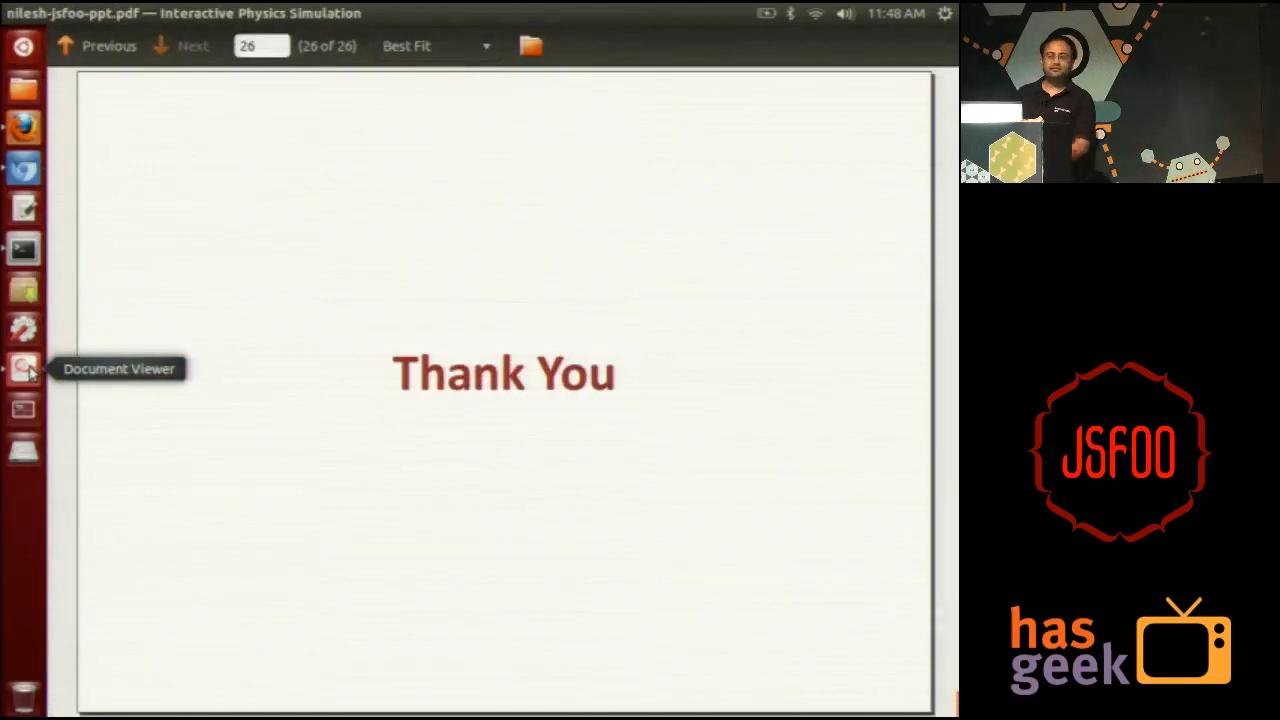 nilesh-jsfoo-ppt.pdf — Interactive Physics Simulation
11:48 AM
Previous
Next
26
(26 of 26)
Best Fit
Thank You
Document Viewer
JSFOO
has
geek